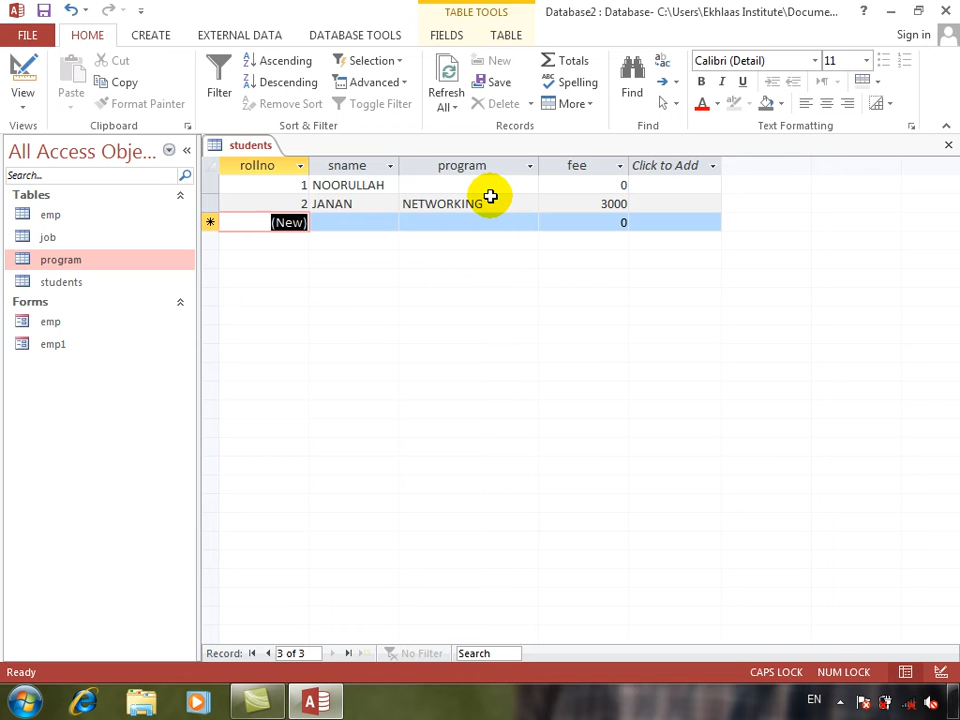 TABLE TOOLS
Database2 : Database- C:\Users\Ekhlaas Institute\Docume...
FILE HOME CREATE EXTERNAL DATA DATABASE TOOLS FIELDS TABLE Sign in
View
Views
Paste
Cut
Copy
Format Painter
Clipboard
Filter
Ascending
Descending
Remove Sort
Selection
Advanced
Toggle Filter
Sort & Filter
Refresh All
New
Save
Delete
Totals
Spelling
More
Records
Find
Find
Calibri (Detail) 11
B I U
A
Text Formatting
All Access Obje...
Search...
Tables
emp
job
program
students
Forms
emp
emp1
students
rollno sname program fee Click to Add
1 NOORULLAH 0
2 JANAN NETWORKING 3000
(New) 0
Record: 3 of 3 No Filter Search
Ready CAPS LOCK NUM LOCK
EN